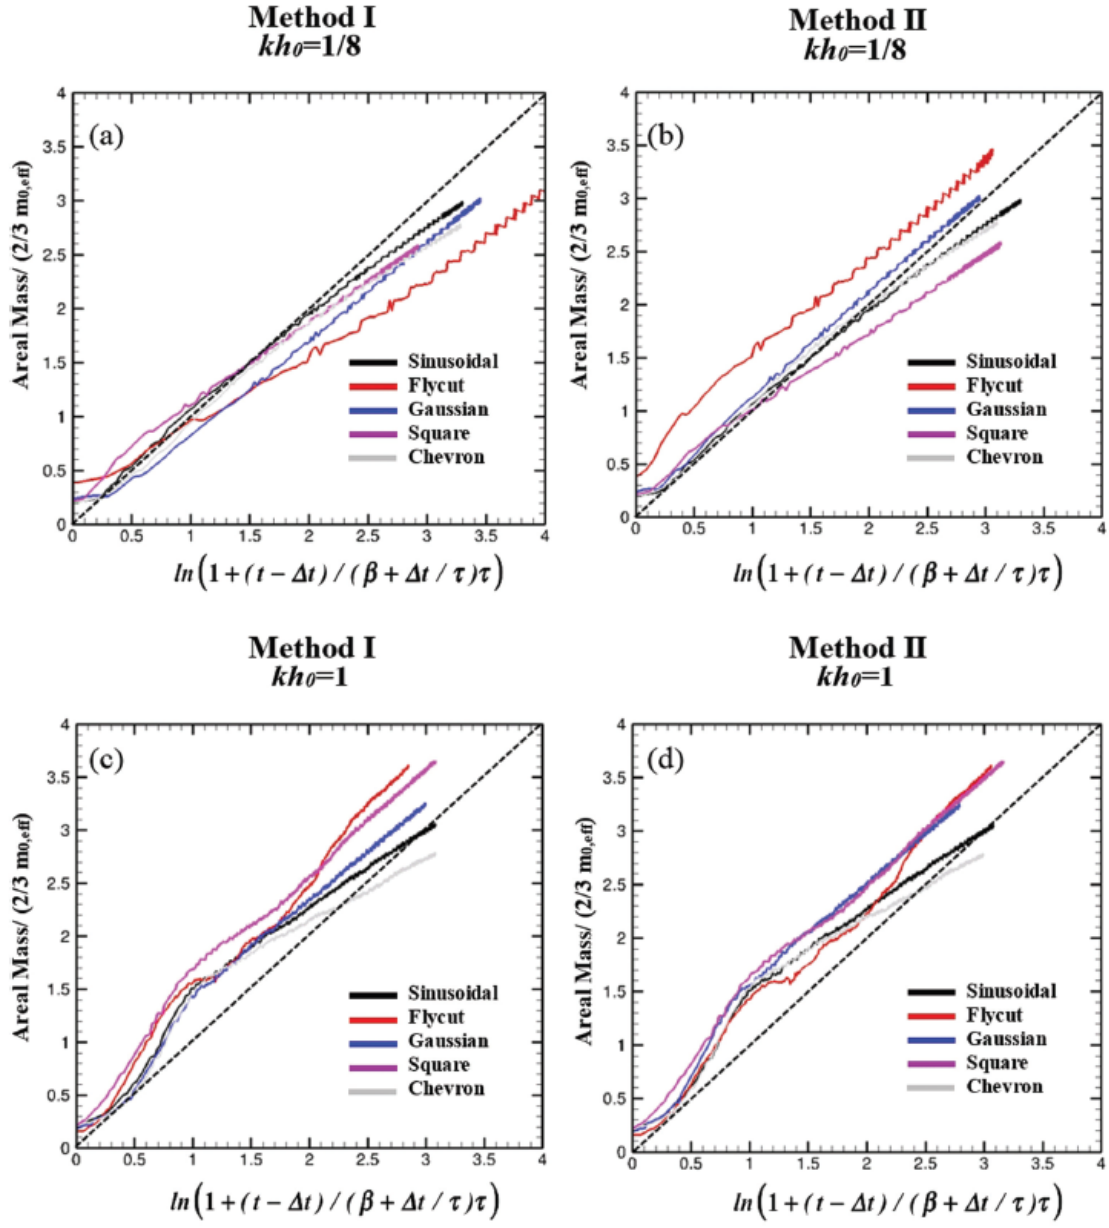 Method I
kh₀=1/8
Method II
kh₀=1/8
(a)
Areal Mass/ (2/3 m₀,eff)
4
3.5
3
2.5
2
1.5
1
0.5
0
0 0.5 1 1.5 2 2.5 3 3.5 4
Sinusoidal
Flycut
Gaussian
Square
Chevron
ln(1+(t-Δt)/(β+Δt/τ)τ)
(b)
Areal Mass/ (2/3 m₀,eff)
4
3.5
3
2.5
2
1.5
1
0.5
0
0 0.5 1 1.5 2 2.5 3 3.5 4
Sinusoidal
Flycut
Gaussian
Square
Chevron
ln(1+(t-Δt)/(β+Δt/τ)τ)
Method I
kh₀=1
Method II
kh₀=1
(c)
Areal Mass/ (2/3 m₀,eff)
4
3.5
3
2.5
2
1.5
1
0.5
0
0 0.5 1 1.5 2 2.5 3 3.5 4
Sinusoidal
Flycut
Gaussian
Square
Chevron
ln(1+(t-Δt)/(β+Δt/τ)τ)
(d)
Areal Mass/ (2/3 m₀,eff)
4
3.5
3
2.5
2
1.5
1
0.5
0
0 0.5 1 1.5 2 2.5 3 3.5 4
Sinusoidal
Flycut
Gaussian
Square
Chevron
ln(1+(t-Δt)/(β+Δt/τ)τ)